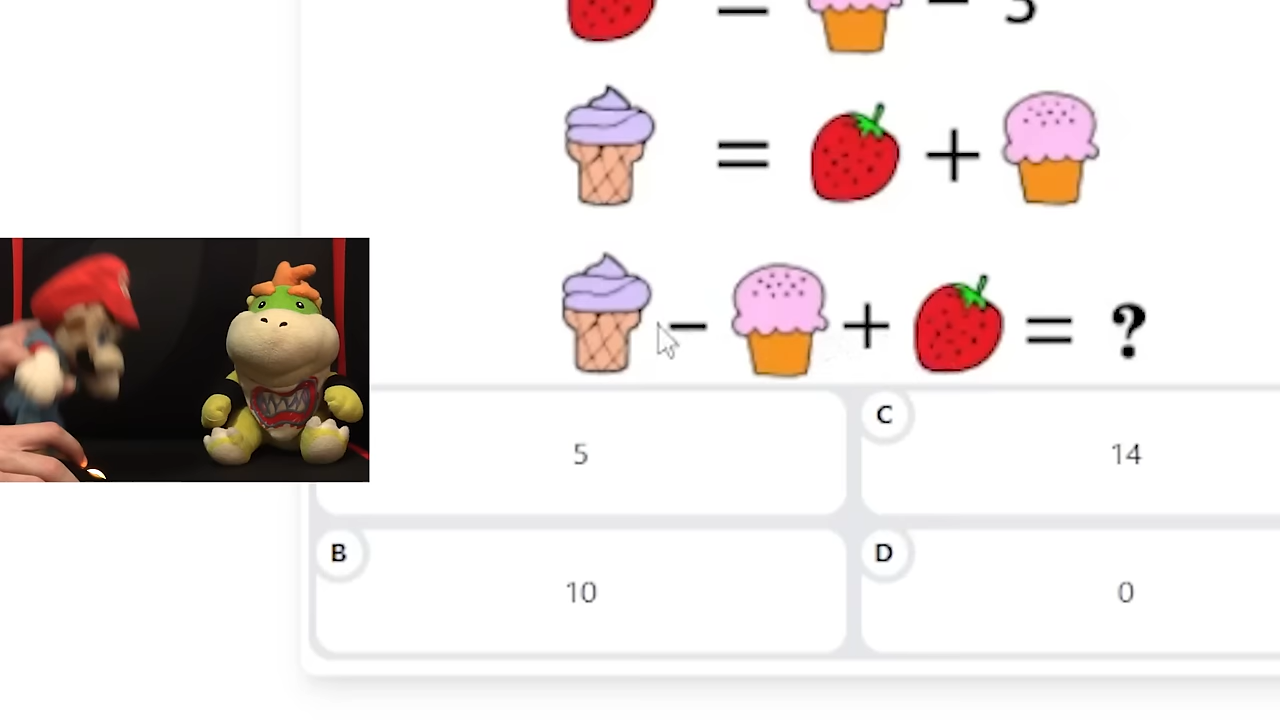 = -
= +
- + = ?
5
C
14
B
10
D
0